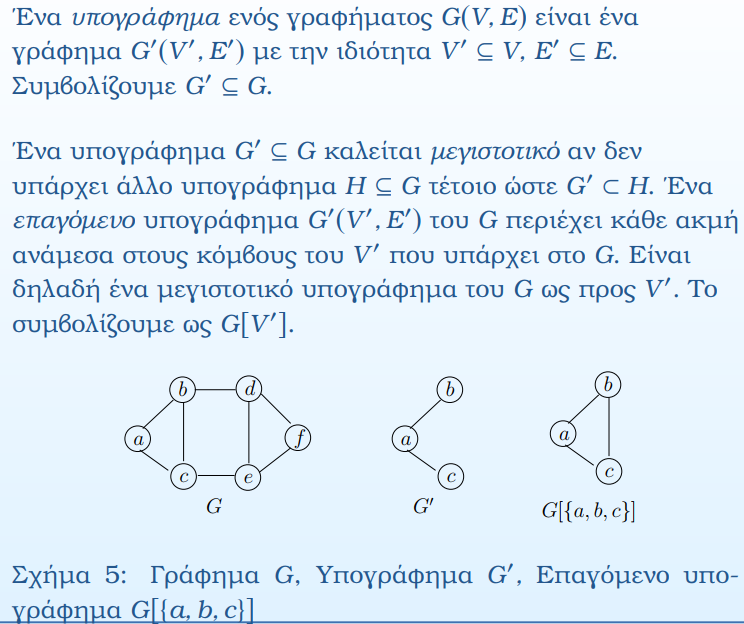 Ένα υπογράφημα ενός γραφήματος G(V, E) είναι ένα
γράφημα G′(V′, E′) με την ιδιότητα V′ ⊆ V, E′ ⊆ E.
Συμβολίζουμε G′ ⊆ G.
Ένα υπογράφημα G′ ⊆ G καλείται μεγιστοτικό αν δεν
υπάρχει άλλο υπογράφημα H ⊆ G τέτοιο ώστε G′ ⊂ H. Ένα
επαγόμενο υπογράφημα G′(V′, E′) του G περιέχει κάθε ακμή
ανάμεσα στους κόμβους του V′ που υπάρχει στο G. Είναι
δηλαδή ένα μεγιστοτικό υπογράφημα του G ως προς V′. Το
συμβολίζουμε ως G[V′].
b d b b
a f a a
c e c c
G G′ G[{a, b, c}]
Σχήμα 5: Γράφημα G, Υπογράφημα G′, Επαγόμενο υπο-
γράφημα G[{a, b, c}]